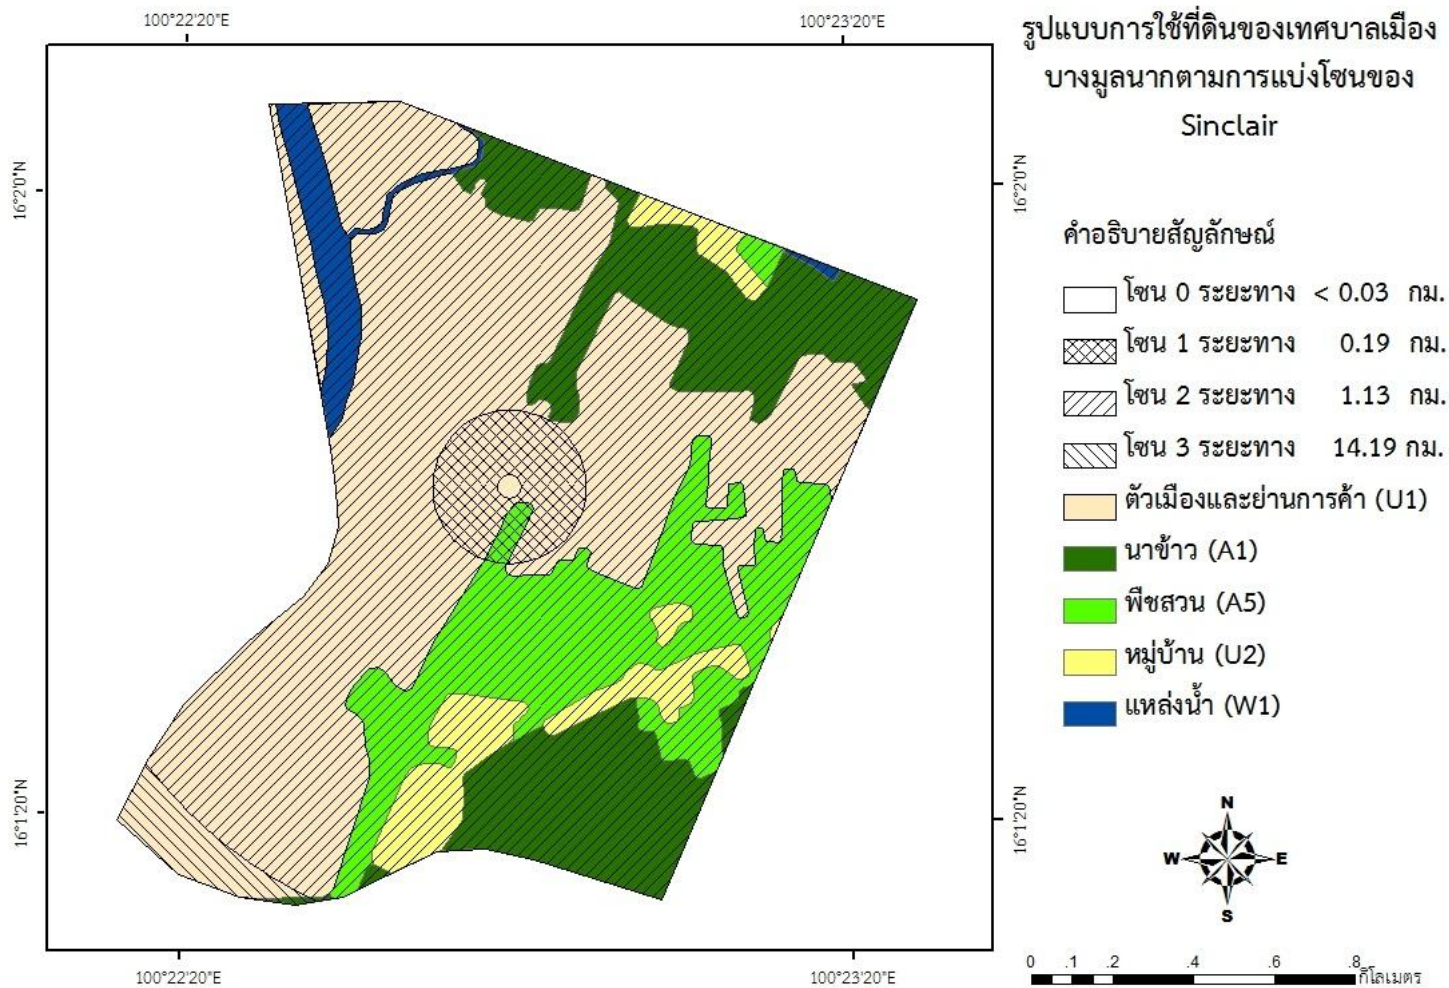 100°22'20"E
100°23'20"E
รูปแบบการใช้ที่ดินของเทศบาลเมือง
บางมูลนากตามการแบ่งโซนของ
Sinclair
16°2'0"N
16°2'0"N
คำอธิบายสัญลักษณ์
โซน 0 ระยะทาง < 0.03 กม.
โซน 1 ระยะทาง 0.19 กม.
โซน 2 ระยะทาง 1.13 กม.
โซน 3 ระยะทาง 14.19 กม.
ตัวเมืองและย่านการค้า (U1)
นาข้าว (A1)
พืชสวน (A5)
หมู่บ้าน (U2)
แหล่งน้ำ (W1)
16°1'20"N
16°1'20"N
N
W E
S
0 .1 .2 .4 .6 .8
กิโลเมตร
100°22'20"E
100°23'20"E